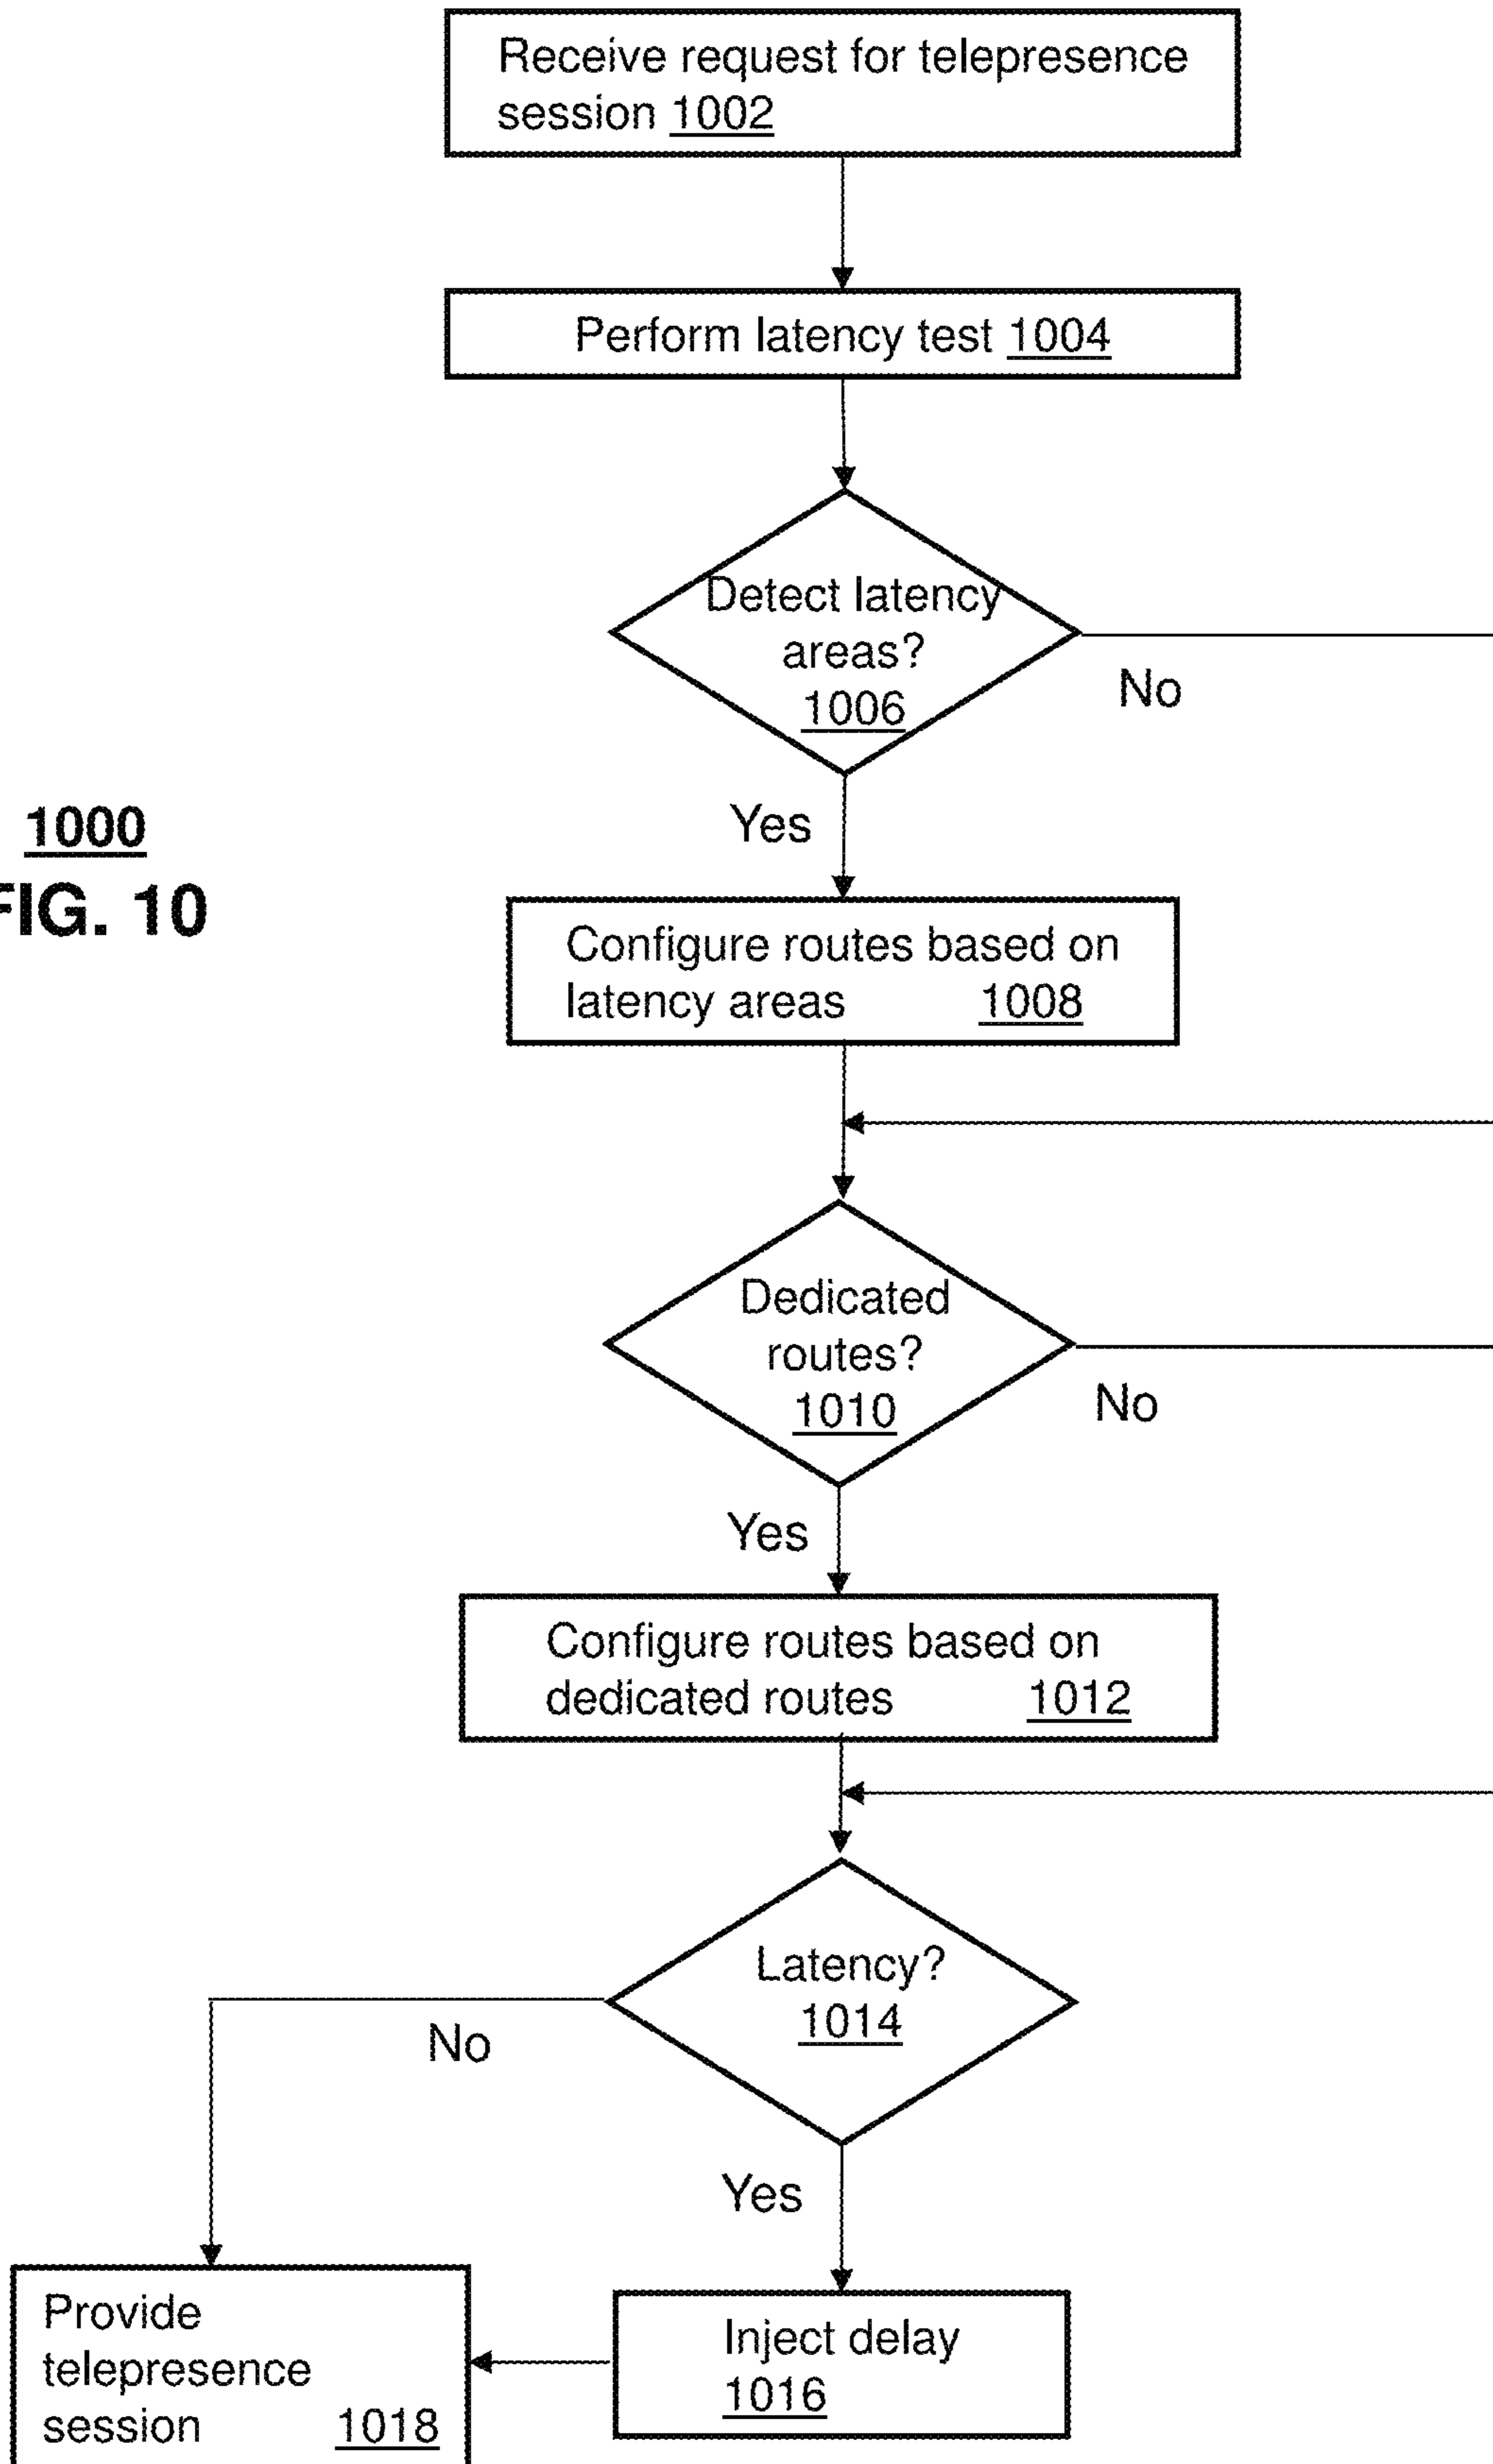 Receive request for telepresence
session 1002
Perform latency test 1004
Detect latency
areas?
1006
No
Yes
1000
FIG. 10
Configure routes based on
latency areas 1008
Dedicated
routes?
1010
No
Yes
Configure routes based on
dedicated routes 1012
Latency?
1014
No
Yes
Provide
telepresence
session 1018
Inject delay
1016